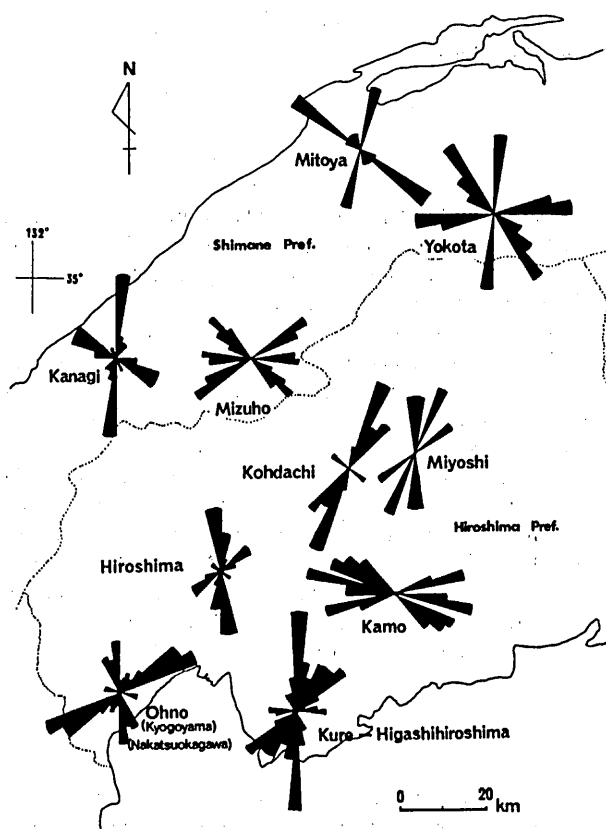 N
Mitoya
132°
Shimane Pref.
Yokota
35°
Kanagi
Mizuho
Kohdachi
Miyoshi
Hiroshima Pref.
Hiroshima
Kamo
Ohno
(Kyogoyama)
(Nakatsuokagawa)
Kure - Higashihiroshima
0 20
km